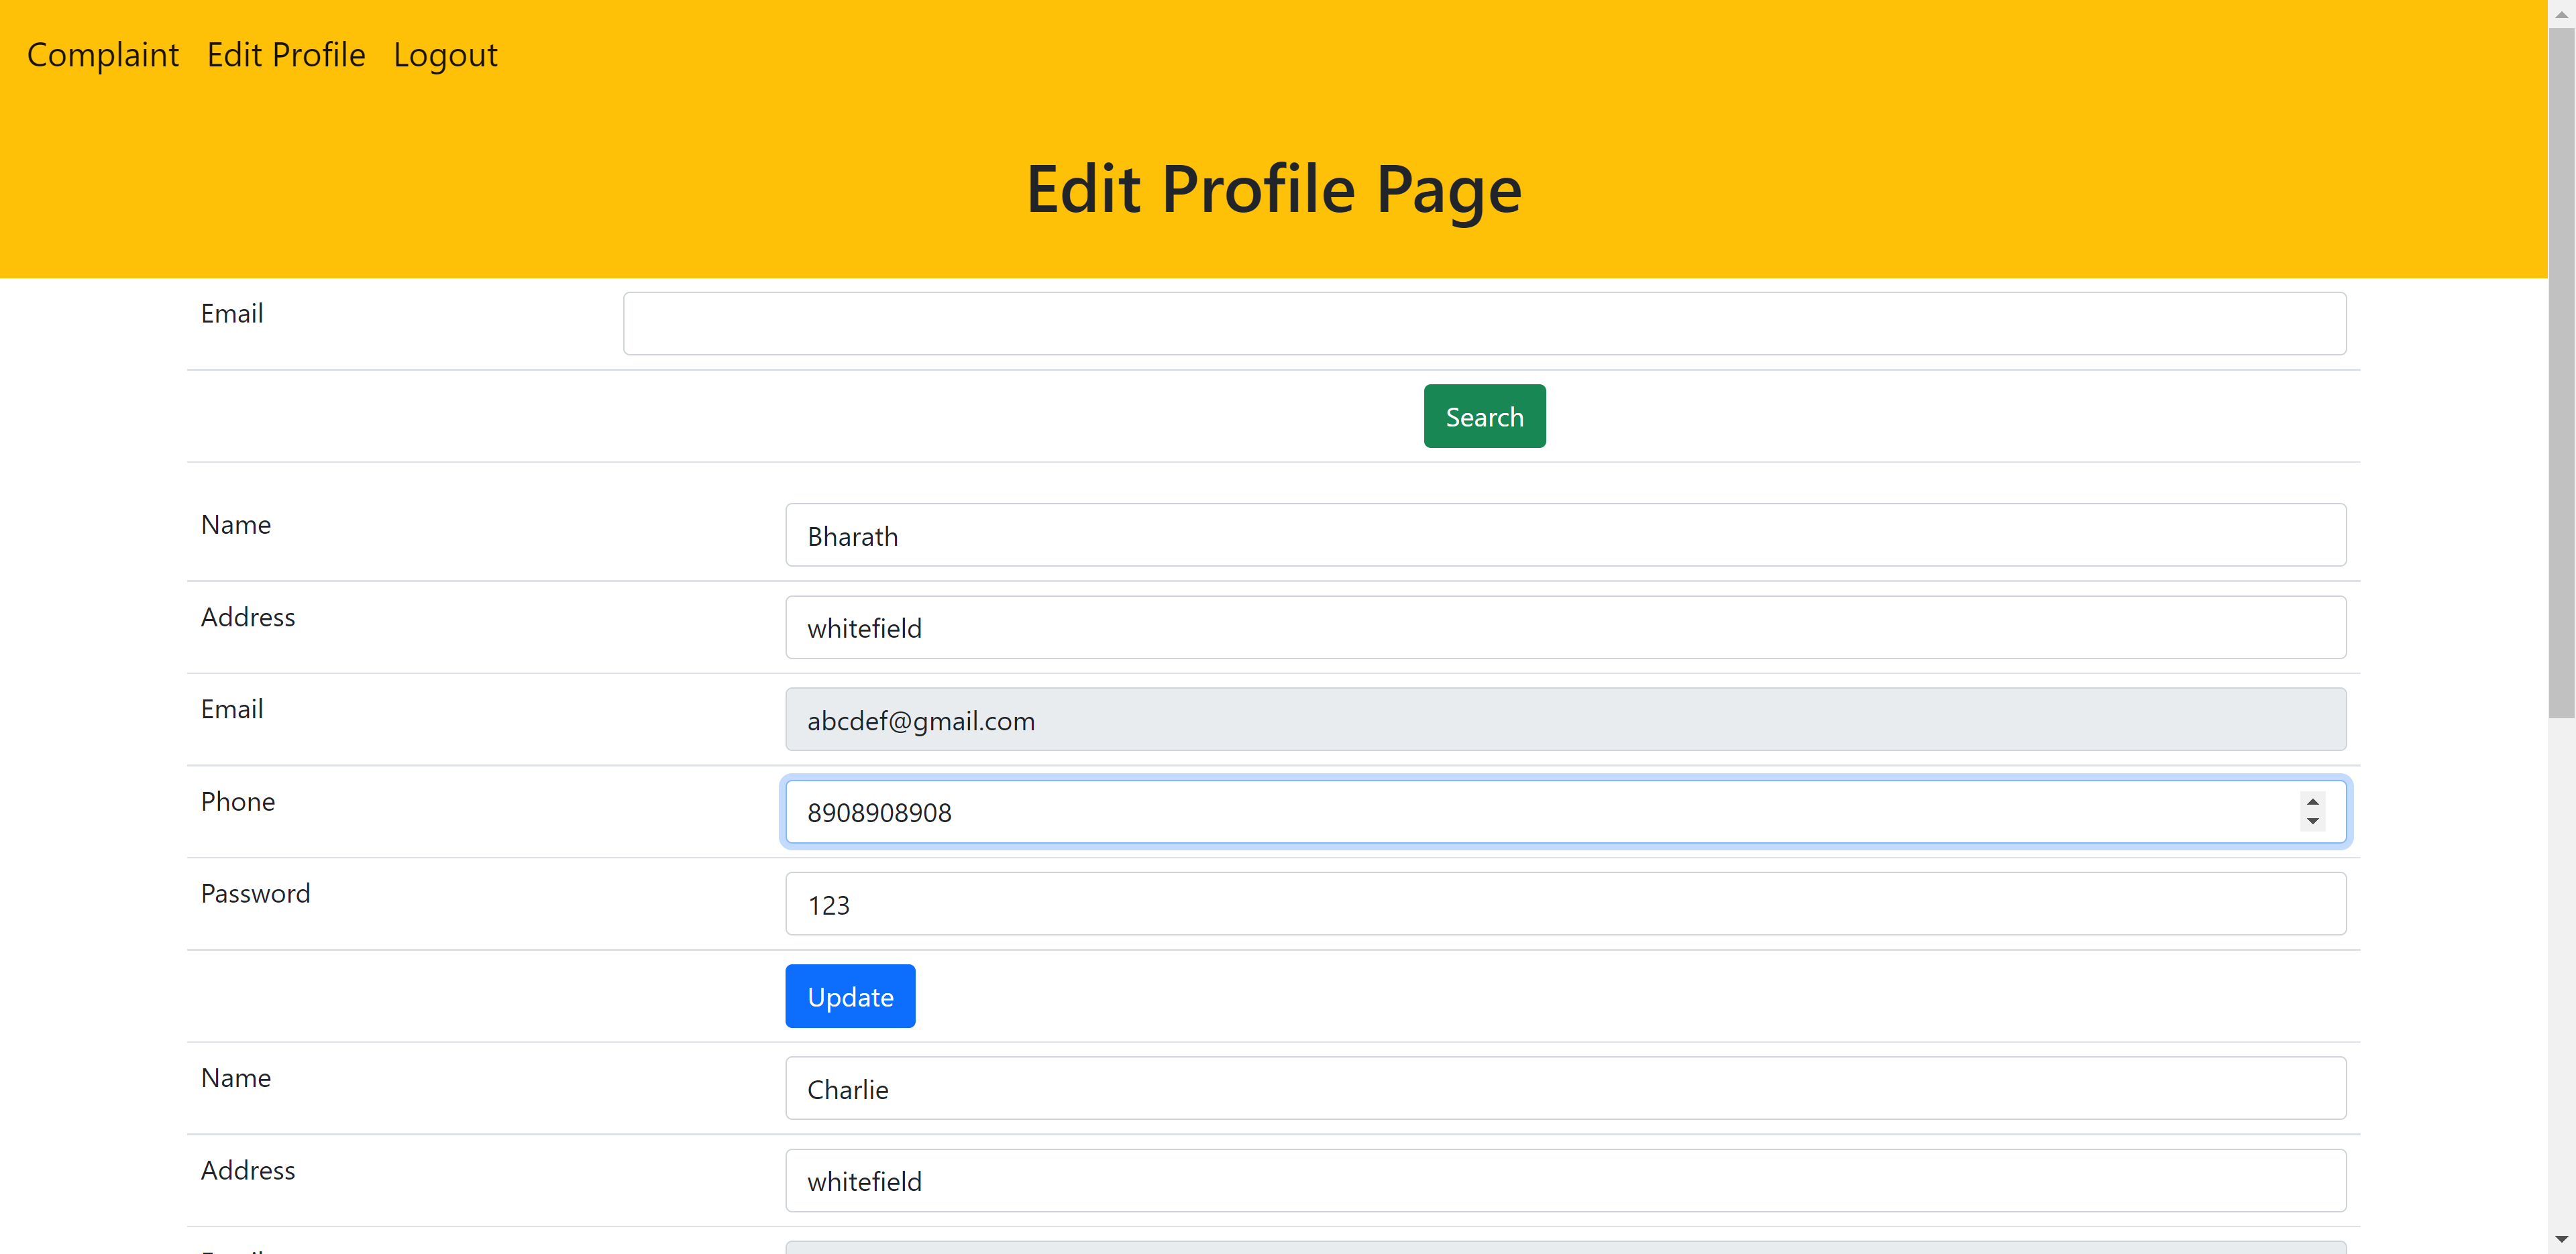 Complaint Edit Profile Logout
Edit Profile Page
Email
Search
Name Bharath
Address whitefield
Email abcdef@gmail.com
Phone 8908908908
Password 123
Update
Name Charlie
Address whitefield